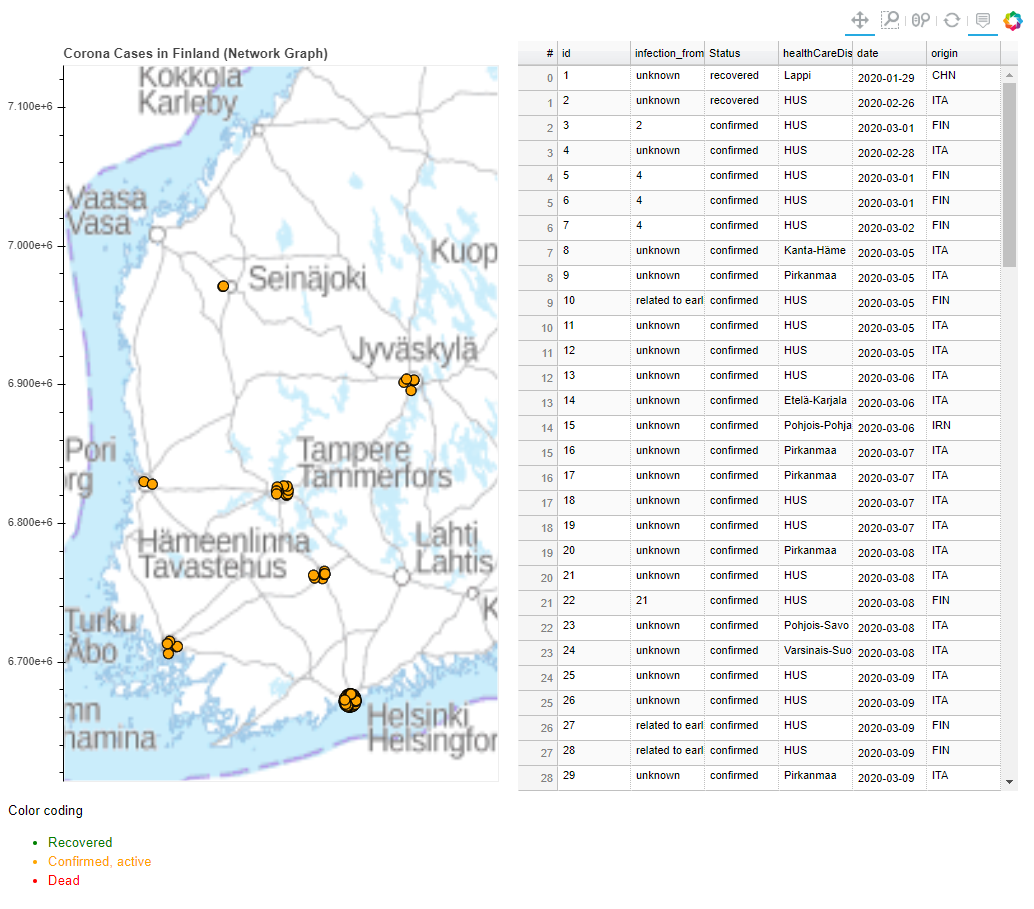 Corona Cases in Finland (Network Graph)
7.100e+6
7.000e+6
6.900e+6
6.800e+6
6.700e+6
Kokkola
Karleby
Vaasa
Vasa
Kuop
Seinäjoki
Jyväskylä
Pori
rg
Tampere
Tammerfors
Hämeenlinna
Tavastehus
Lahti
Lahtis
K
Turku
Åbo
mn
namina
Helsinki
Helsingfor
# id infection_from Status healthCareDis date origin
0 1 unknown recovered Lappi 2020-01-29 CHN
1 2 unknown recovered HUS 2020-02-26 ITA
2 3 2 confirmed HUS 2020-03-01 FIN
3 4 unknown confirmed HUS 2020-02-28 ITA
4 5 4 confirmed HUS 2020-03-01 FIN
5 6 4 confirmed HUS 2020-03-01 FIN
6 7 4 confirmed HUS 2020-03-02 FIN
7 8 unknown confirmed Kanta-Häme 2020-03-05 ITA
8 9 unknown confirmed Pirkanmaa 2020-03-05 ITA
9 10 related to earl confirmed HUS 2020-03-05 FIN
10 11 unknown confirmed HUS 2020-03-05 ITA
11 12 unknown confirmed HUS 2020-03-05 ITA
12 13 unknown confirmed HUS 2020-03-06 ITA
13 14 unknown confirmed Etelä-Karjala 2020-03-06 ITA
14 15 unknown confirmed Pohjois-Pohja 2020-03-06 IRN
15 16 unknown confirmed Pirkanmaa 2020-03-07 ITA
16 17 unknown confirmed Pirkanmaa 2020-03-07 ITA
17 18 unknown confirmed HUS 2020-03-07 ITA
18 19 unknown confirmed HUS 2020-03-07 ITA
19 20 unknown confirmed Pirkanmaa 2020-03-08 ITA
20 21 unknown confirmed HUS 2020-03-08 ITA
21 22 21 confirmed HUS 2020-03-08 FIN
22 23 unknown confirmed Pohjois-Savo 2020-03-08 ITA
23 24 unknown confirmed Varsinais-Suo 2020-03-08 ITA
24 25 unknown confirmed HUS 2020-03-09 ITA
25 26 unknown confirmed HUS 2020-03-09 ITA
26 27 related to earl confirmed HUS 2020-03-09 FIN
27 28 related to earl confirmed HUS 2020-03-09 FIN
28 29 unknown confirmed Pirkanmaa 2020-03-09 ITA
Color coding
Recovered
Confirmed, active
Dead